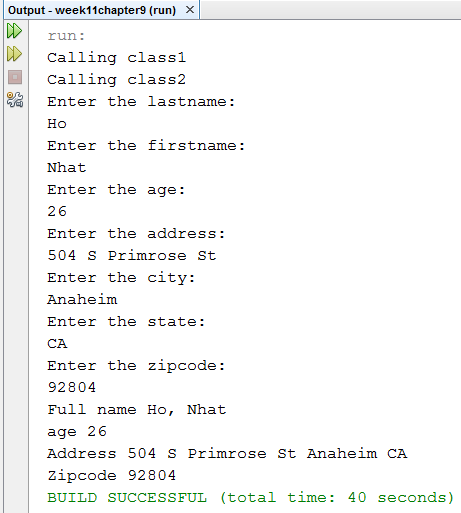 Output - week11chapter9 (run)
run:
Calling class1
Calling class2
Enter the lastname:
Ho
Enter the firstname:
Nhat
Enter the age:
26
Enter the address:
504 S Primrose St
Enter the city:
Anaheim
Enter the state:
CA
Enter the zipcode:
92804
Full name Ho, Nhat
age 26
Address 504 S Primrose St Anaheim CA
Zipcode 92804
BUILD SUCCESSFUL (total time: 40 seconds)